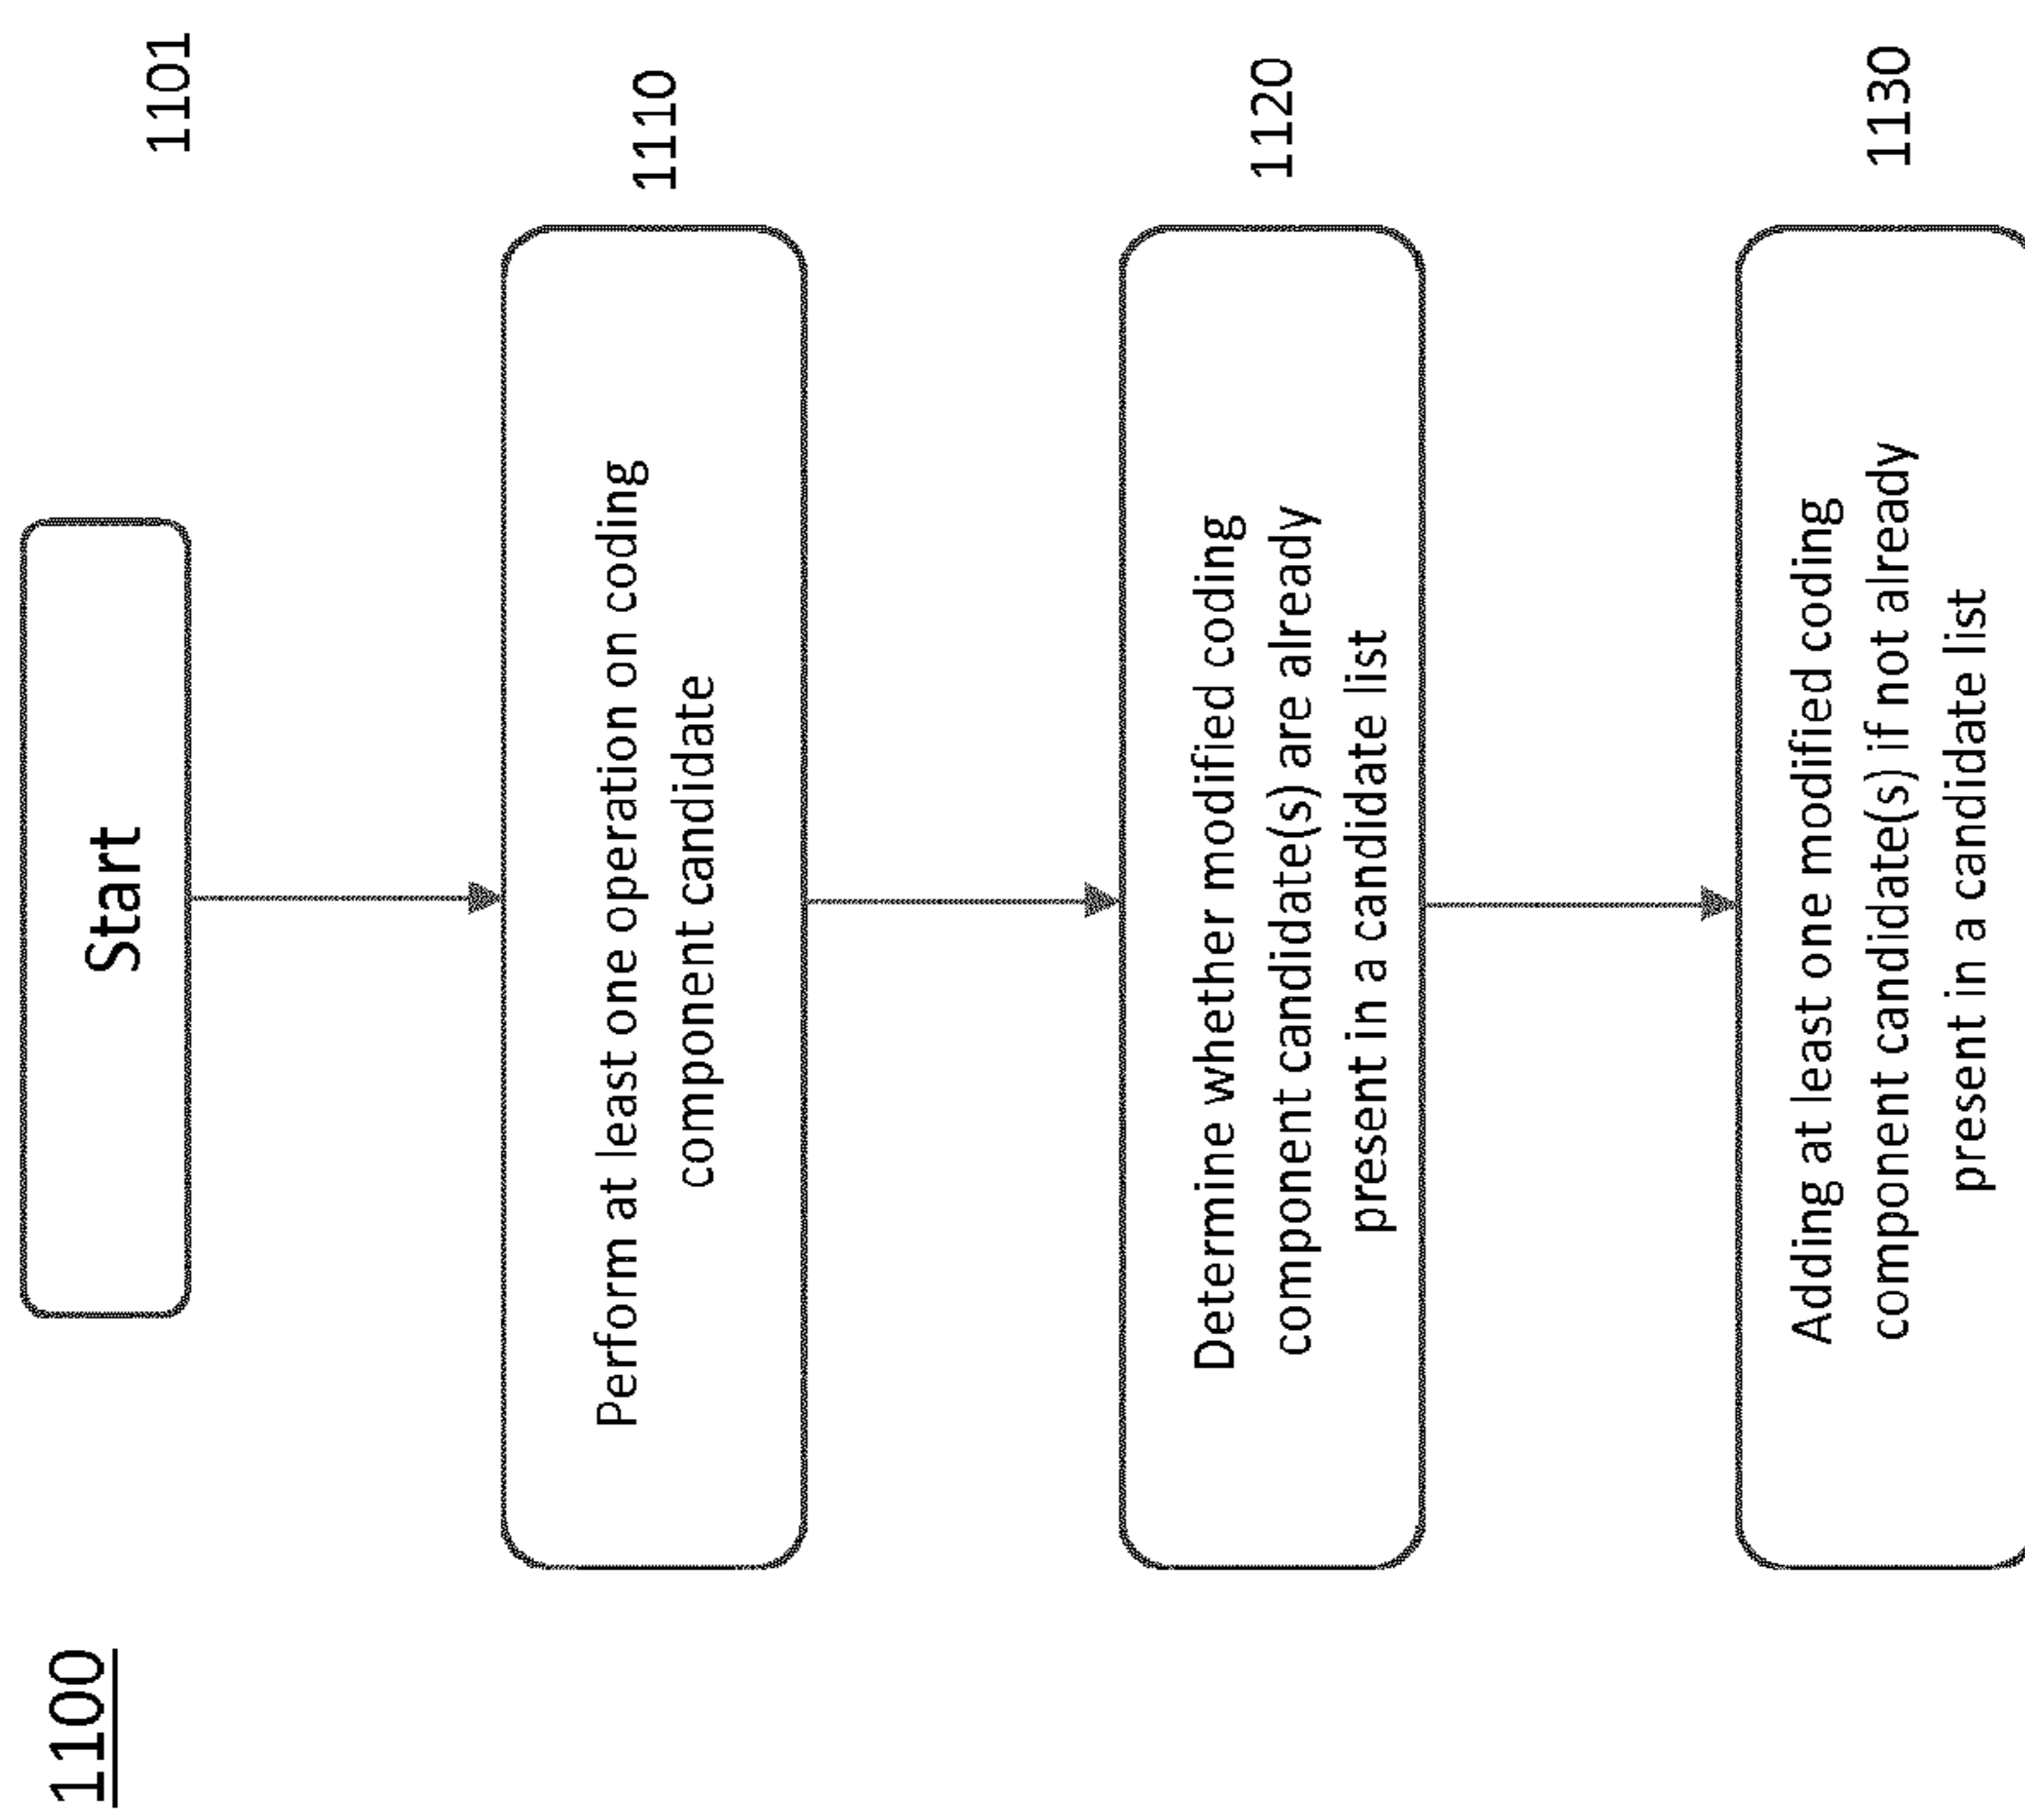 1100
Start
1101
Perform at least one operation on coding
component candidate
1110
Determine whether modified coding
component candidate(s) are already
present in a candidate list
1120
Adding at least one modified coding
component candidate(s) if not already
present in a candidate list
1130